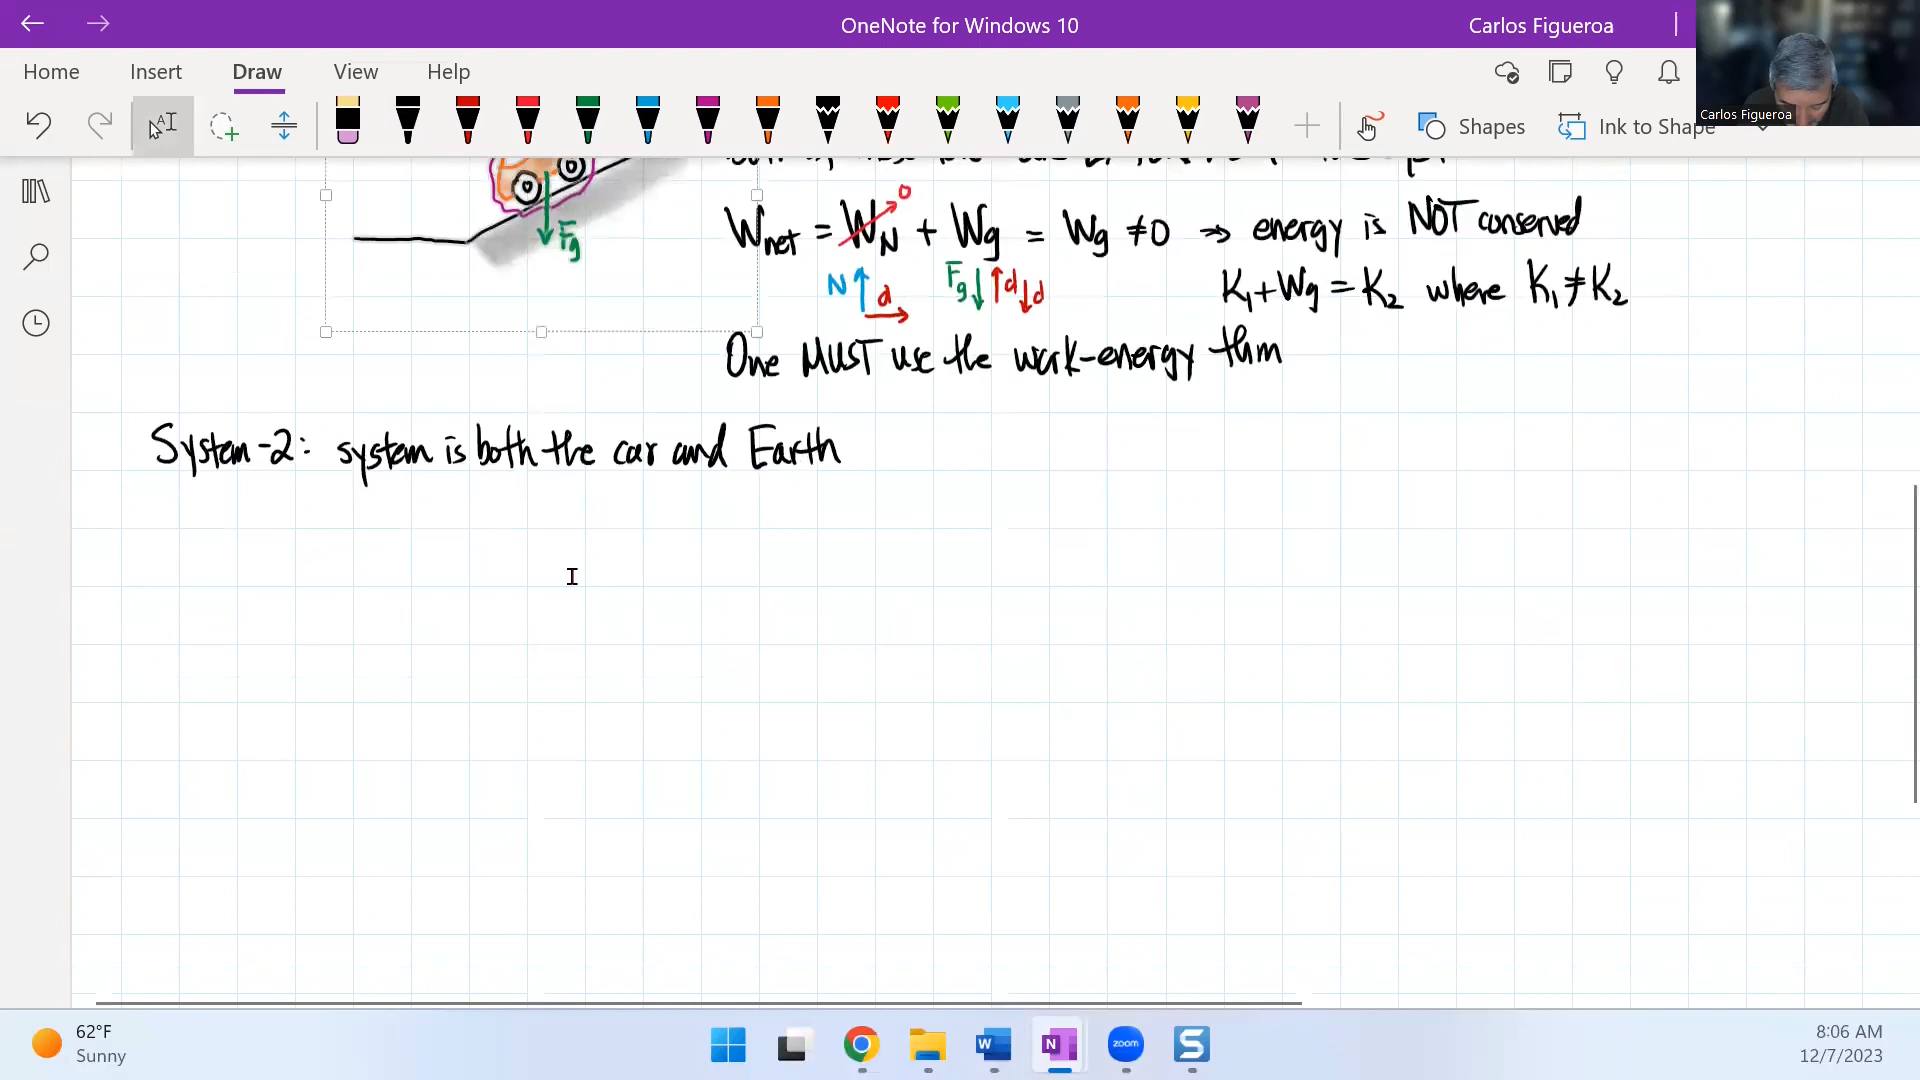 OneNote for Windows 10
Carlos Figueroa
Home Insert Draw View Help
Shapes
Ink to Shape
Carlos Figueroa
Wnet = WN + Wg = Wg ≠ 0 ⇒ energy is NOT conserved
0
N d Fg d d
K1 + Wg = K2 where K1 ≠ K2
Fg
One MUST use the work-energy thm
System-2: system is both the car and Earth
62°F
Sunny
W N zoom S
8:06 AM
12/7/2023